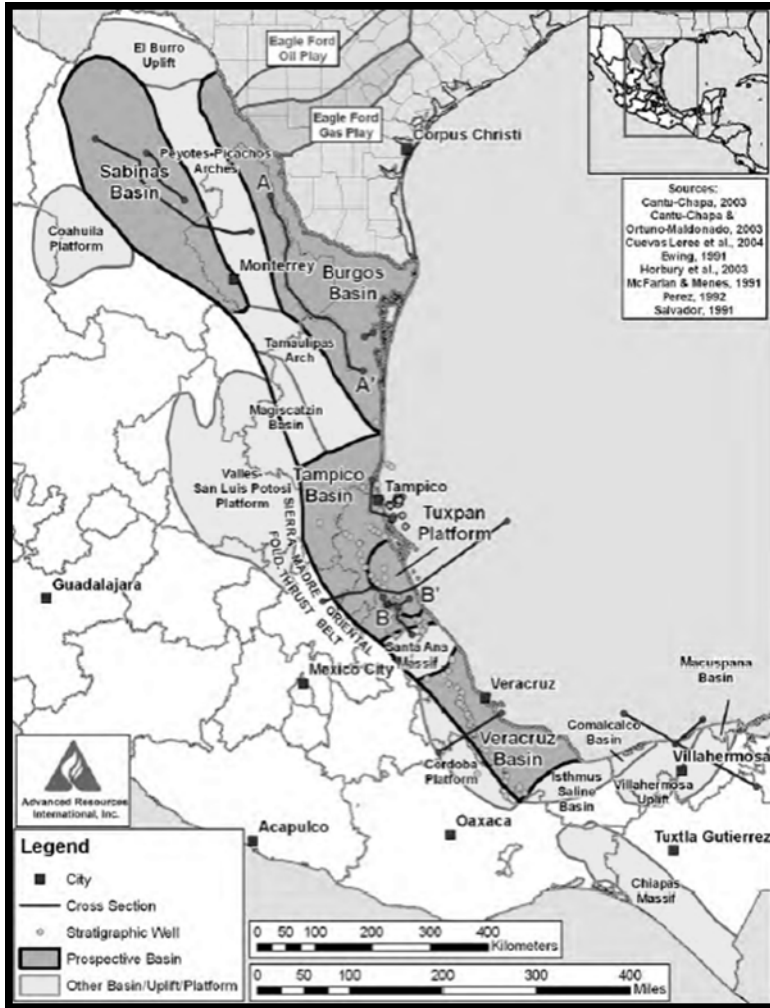 El Burro
Uplift
Eagle Ford
Oil Play
Eagle Ford
Gas Play
Corpus Christi
Peyotes-Picachos
Arches
Sabinas
Basin
A
Coahuila
Platform
Monterrey
Burgos
Basin
Sources:
Cantu-Chapa, 2003
Cantu-Chapa &
Ortuno-Maldonado, 2003
Cuevas Leree et al., 2004
Ewing, 1991
Horbury et al., 2003
McFarlan & Menes, 1991
Perez, 1992
Salvador, 1991
Tamaulipas
Arch
A'
Magiscatzin
Basin
Valles-
San Luis Potosi
Platform
Tampico
Basin
Tampico
Tuxpan
Platform
SIERRA MADRE ORIENTAL
FOLD-THRUST BELT
Guadalajara
B
B'
Santa Ana
Massif
Mexico City
Veracruz
Macuspana
Basin
Comalcalco
Basin
Veracruz
Basin
Villahermosa
Cordoba
Platform
Isthmus
Saline
Basin
Villahermosa
Uplift
Advanced Resources
International, Inc.
Acapulco
Oaxaca
Tuxtla Gutierrez
Chiapas
Massif
Legend
City
Cross Section
Stratigraphic Well
Prospective Basin
Other Basin/Uplift/Platform
0 50 100 200 300 400
Kilometers
0 50 100 200 300 400
Miles